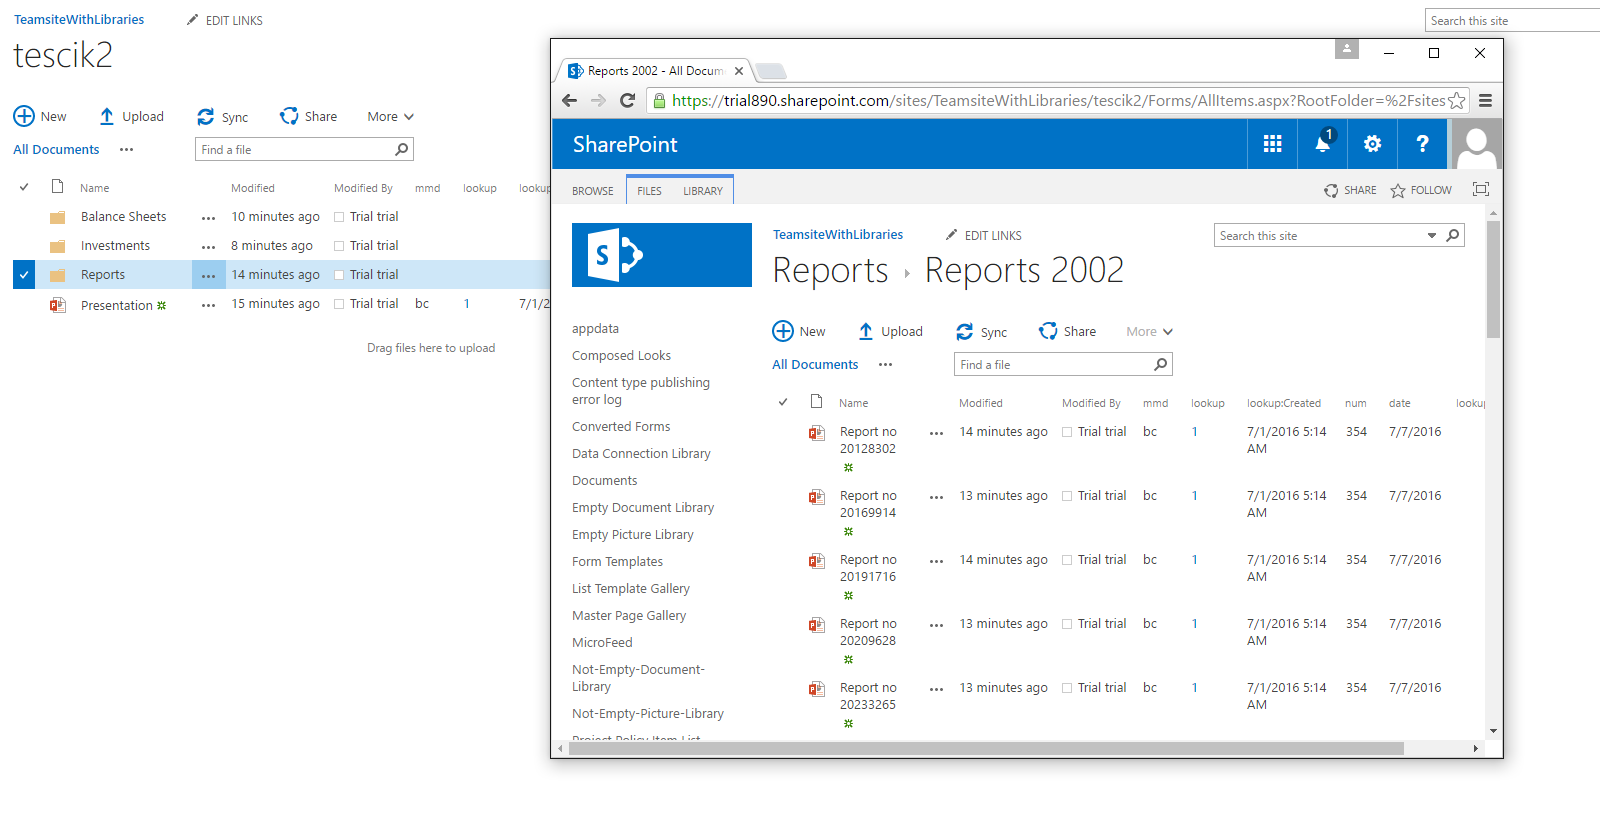 TeamsiteWithLibraries EDIT LINKS
Search this site
tescik2
New Upload Sync Share More
All Documents ••• Find a file
Name Modified Modified By mmd lookup looku
Balance Sheets ••• 10 minutes ago Trial trial
Investments ••• 8 minutes ago Trial trial
Reports ••• 14 minutes ago Trial trial
Presentation ••• 15 minutes ago Trial trial bc 1 7/1/2
Drag files here to upload
Reports 2002 - All Docum
https://trial890.sharepoint.com/sites/TeamsiteWithLibraries/tescik2/Forms/AllItems.aspx?RootFolder=%2Fsites
SharePoint 1 ?
BROWSE FILES LIBRARY SHARE FOLLOW
S
TeamsiteWithLibraries EDIT LINKS
Search this site
Reports ▸ Reports 2002
New Upload Sync Share More
All Documents ••• Find a file
appdata
Composed Looks
Content type publishing
error log
Converted Forms
Data Connection Library
Documents
Empty Document Library
Empty Picture Library
Form Templates
List Template Gallery
Master Page Gallery
MicroFeed
Not-Empty-Document-
Library
Not-Empty-Picture-Library
Project Policy Item List
Name Modified Modified By mmd lookup lookup:Created num date looku
Report no ••• 14 minutes ago Trial trial bc 1 7/1/2016 5:14 354 7/7/2016
20128302 AM
Report no ••• 13 minutes ago Trial trial bc 1 7/1/2016 5:14 354 7/7/2016
20169914 AM
Report no ••• 14 minutes ago Trial trial bc 1 7/1/2016 5:14 354 7/7/2016
20191716 AM
Report no ••• 13 minutes ago Trial trial bc 1 7/1/2016 5:14 354 7/7/2016
20209628 AM
Report no ••• 13 minutes ago Trial trial bc 1 7/1/2016 5:14 354 7/7/2016
20233265 AM